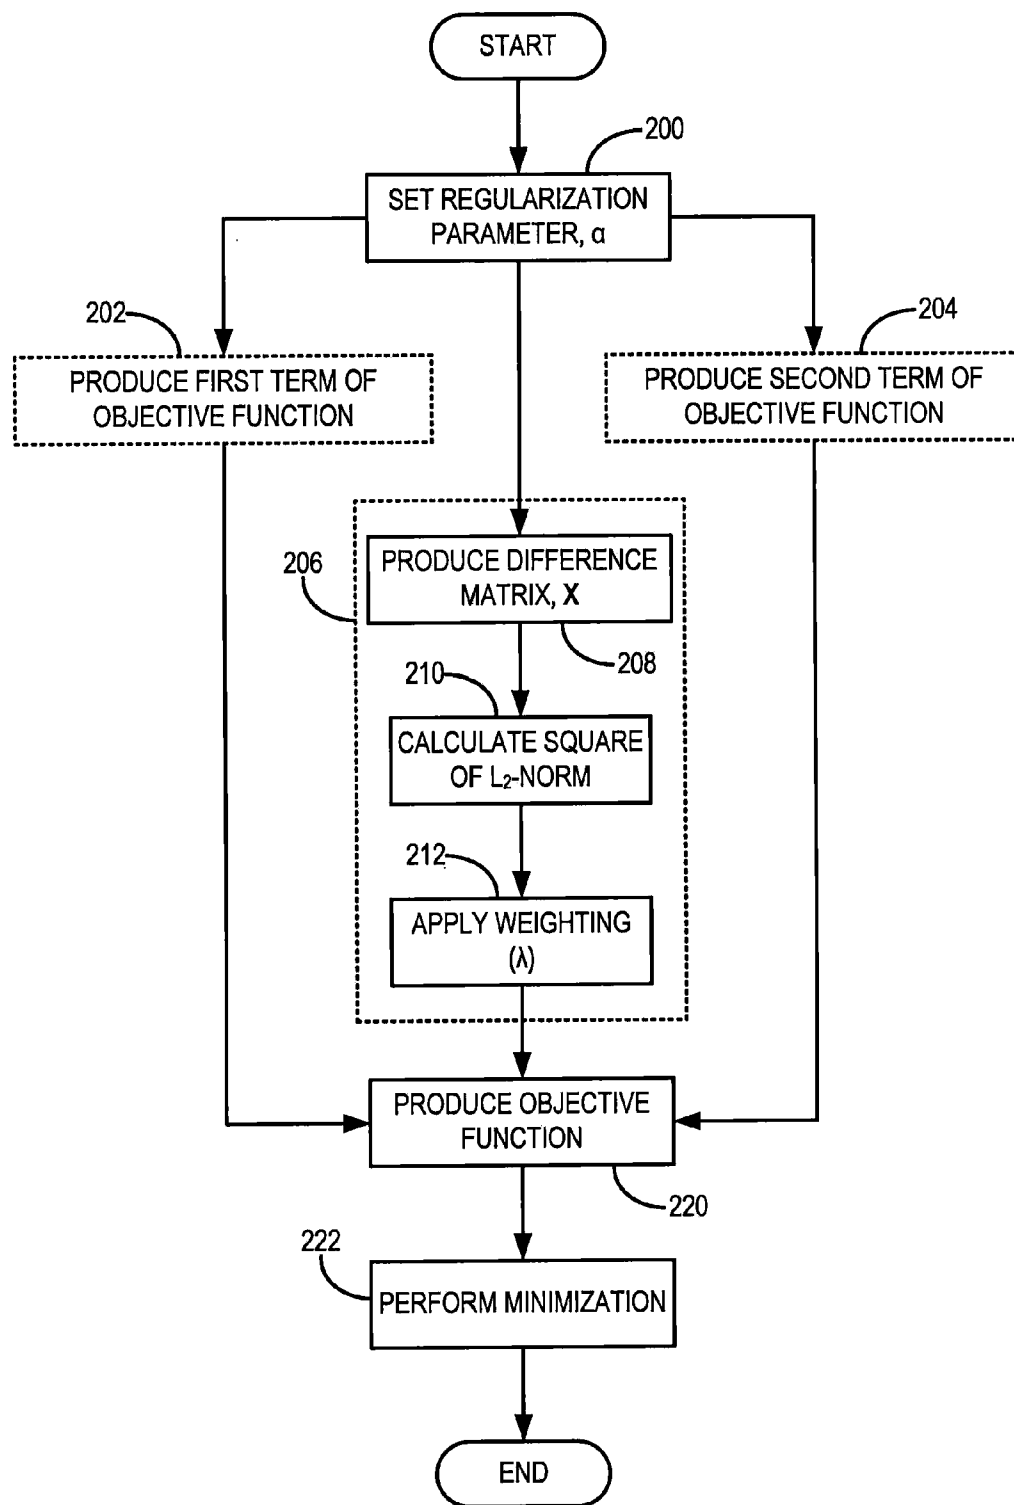 START
200
SET REGULARIZATION
PARAMETER, α
202
204
PRODUCE FIRST TERM OF
OBJECTIVE FUNCTION
PRODUCE SECOND TERM OF
OBJECTIVE FUNCTION
206
PRODUCE DIFFERENCE
MATRIX, X
208
210
CALCULATE SQUARE
OF L₂-NORM
212
APPLY WEIGHTING
(λ)
PRODUCE OBJECTIVE
FUNCTION
220
222
PERFORM MINIMIZATION
END